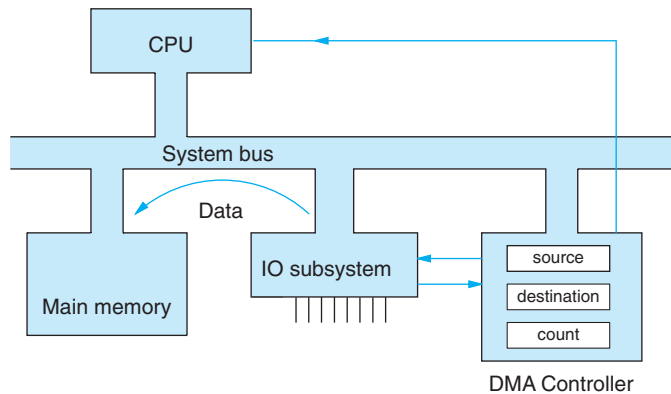 CPU
System bus
Data
Main memory
IO subsystem
source
destination
count
DMA Controller